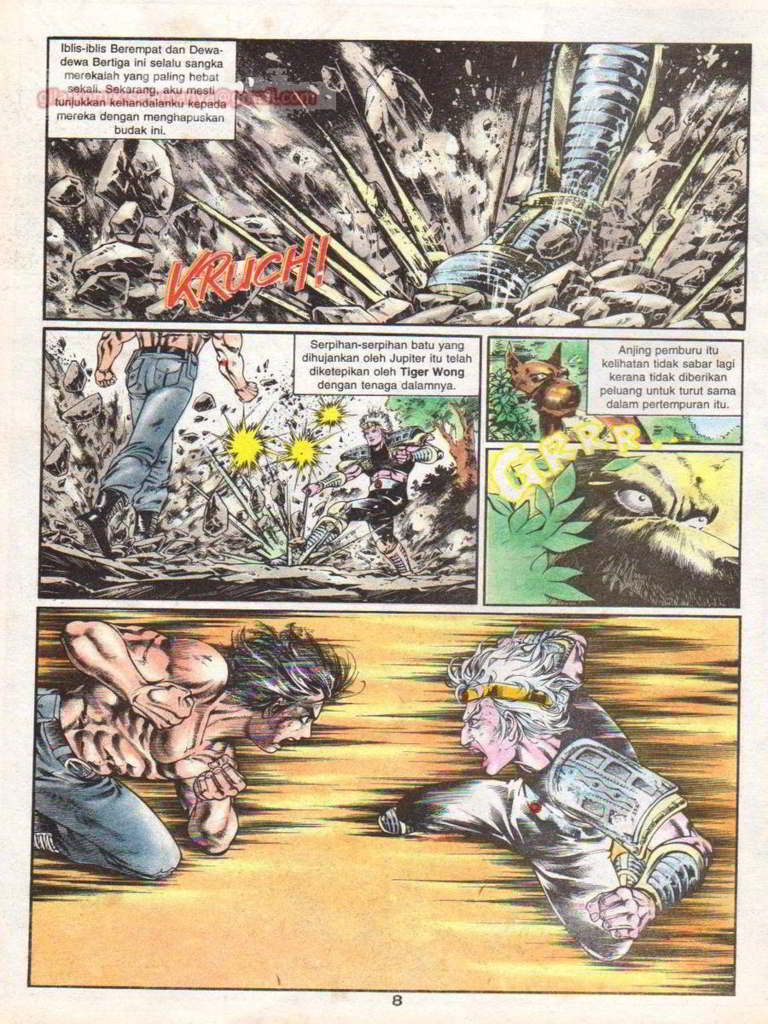 Iblis-iblis Berempat dan Dewa-
dewa Bertiga ini selalu sangka
merekalah yang paling hebat
sekali. Sekarang, aku mesti
tunjukkan kehandalanku kepada
mereka dengan menghapuskan
budak ini.
KRUCH!
Serpihan-serpihan batu yang
dihujankan oleh Jupiter itu telah
diketepikan oleh Tiger Wong
dengan tenaga dalamnya.
Anjing pemburu itu
kelihatan tidak sabar lagi
kerana tidak diberikan
peluang untuk turut sama
dalam pertempuran itu.
GRRR..
8